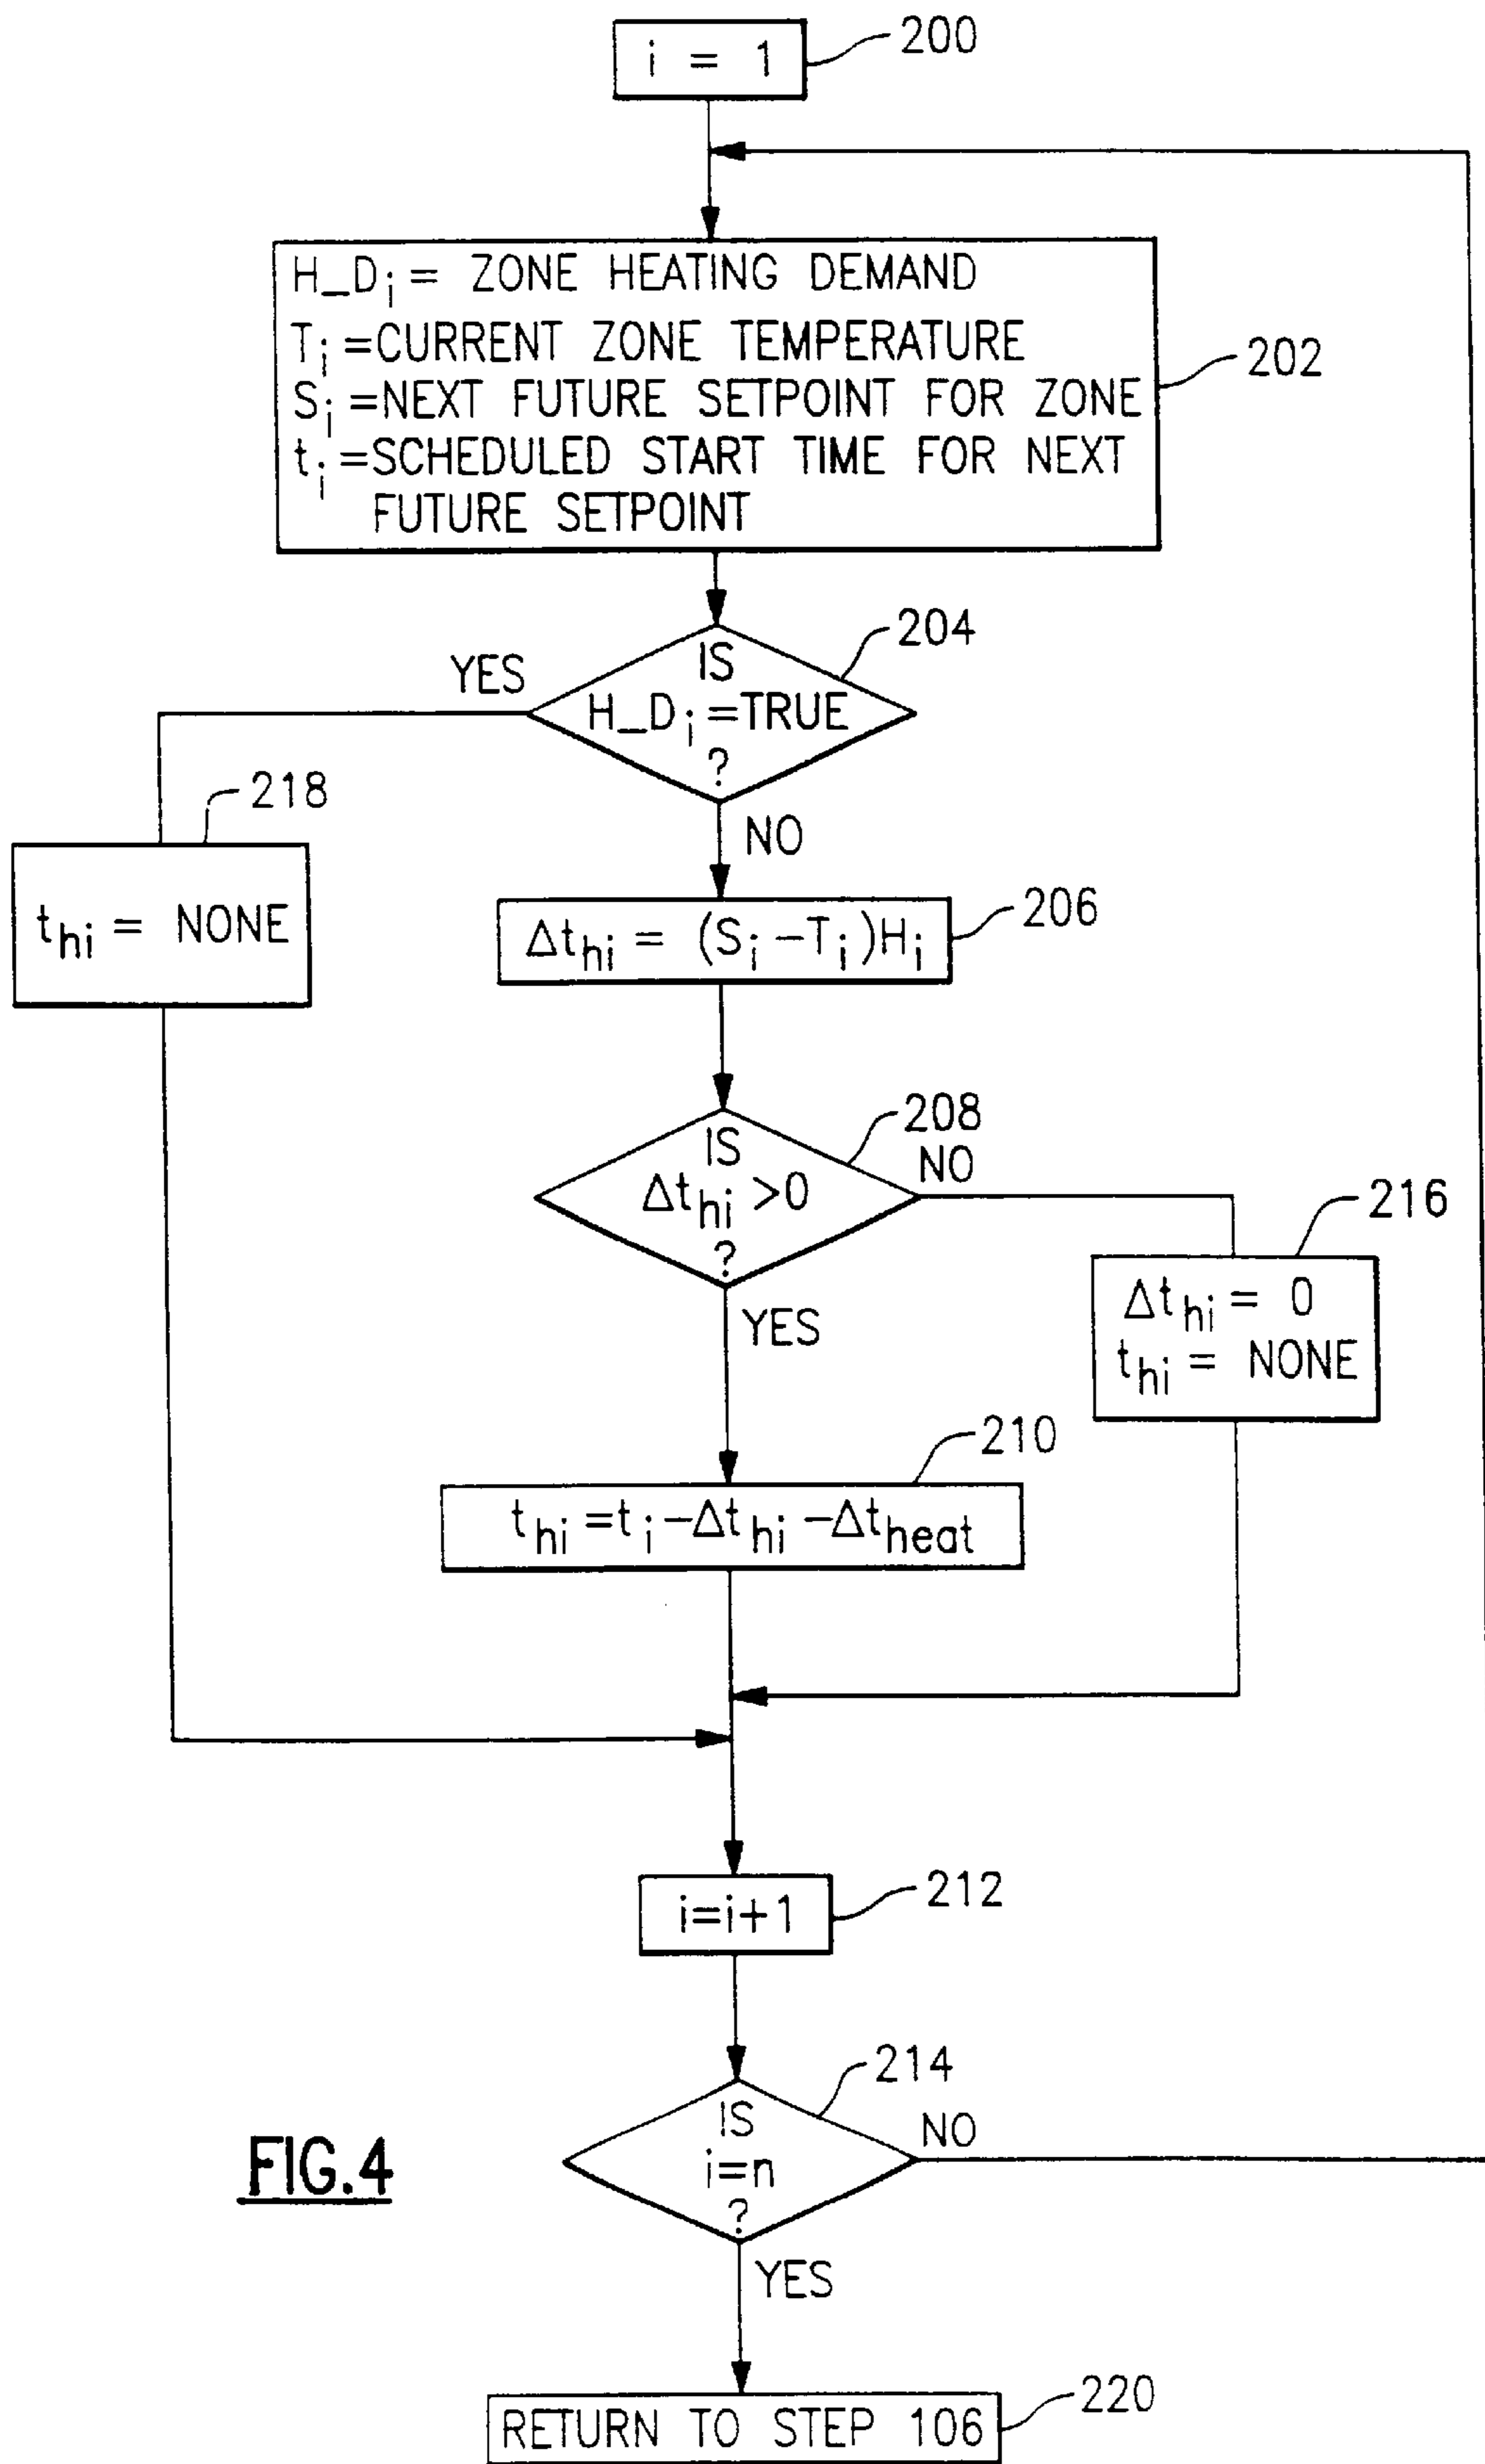 i = 1
200
H_Di = ZONE HEATING DEMAND
Ti =CURRENT ZONE TEMPERATURE
Si =NEXT FUTURE SETPOINT FOR ZONE
ti =SCHEDULED START TIME FOR NEXT
FUTURE SETPOINT
202
204
IS
H_Di =TRUE
?
YES
NO
218
thi = NONE
Δthi = (Si -Ti)Hi
206
208
IS
Δthi >0
?
NO
YES
216
Δthi = 0
thi = NONE
210
thi =ti -Δthi -Δtheat
i=i+1
212
214
IS
i=n
?
NO
YES
FIG.4
RETURN TO STEP 106
220